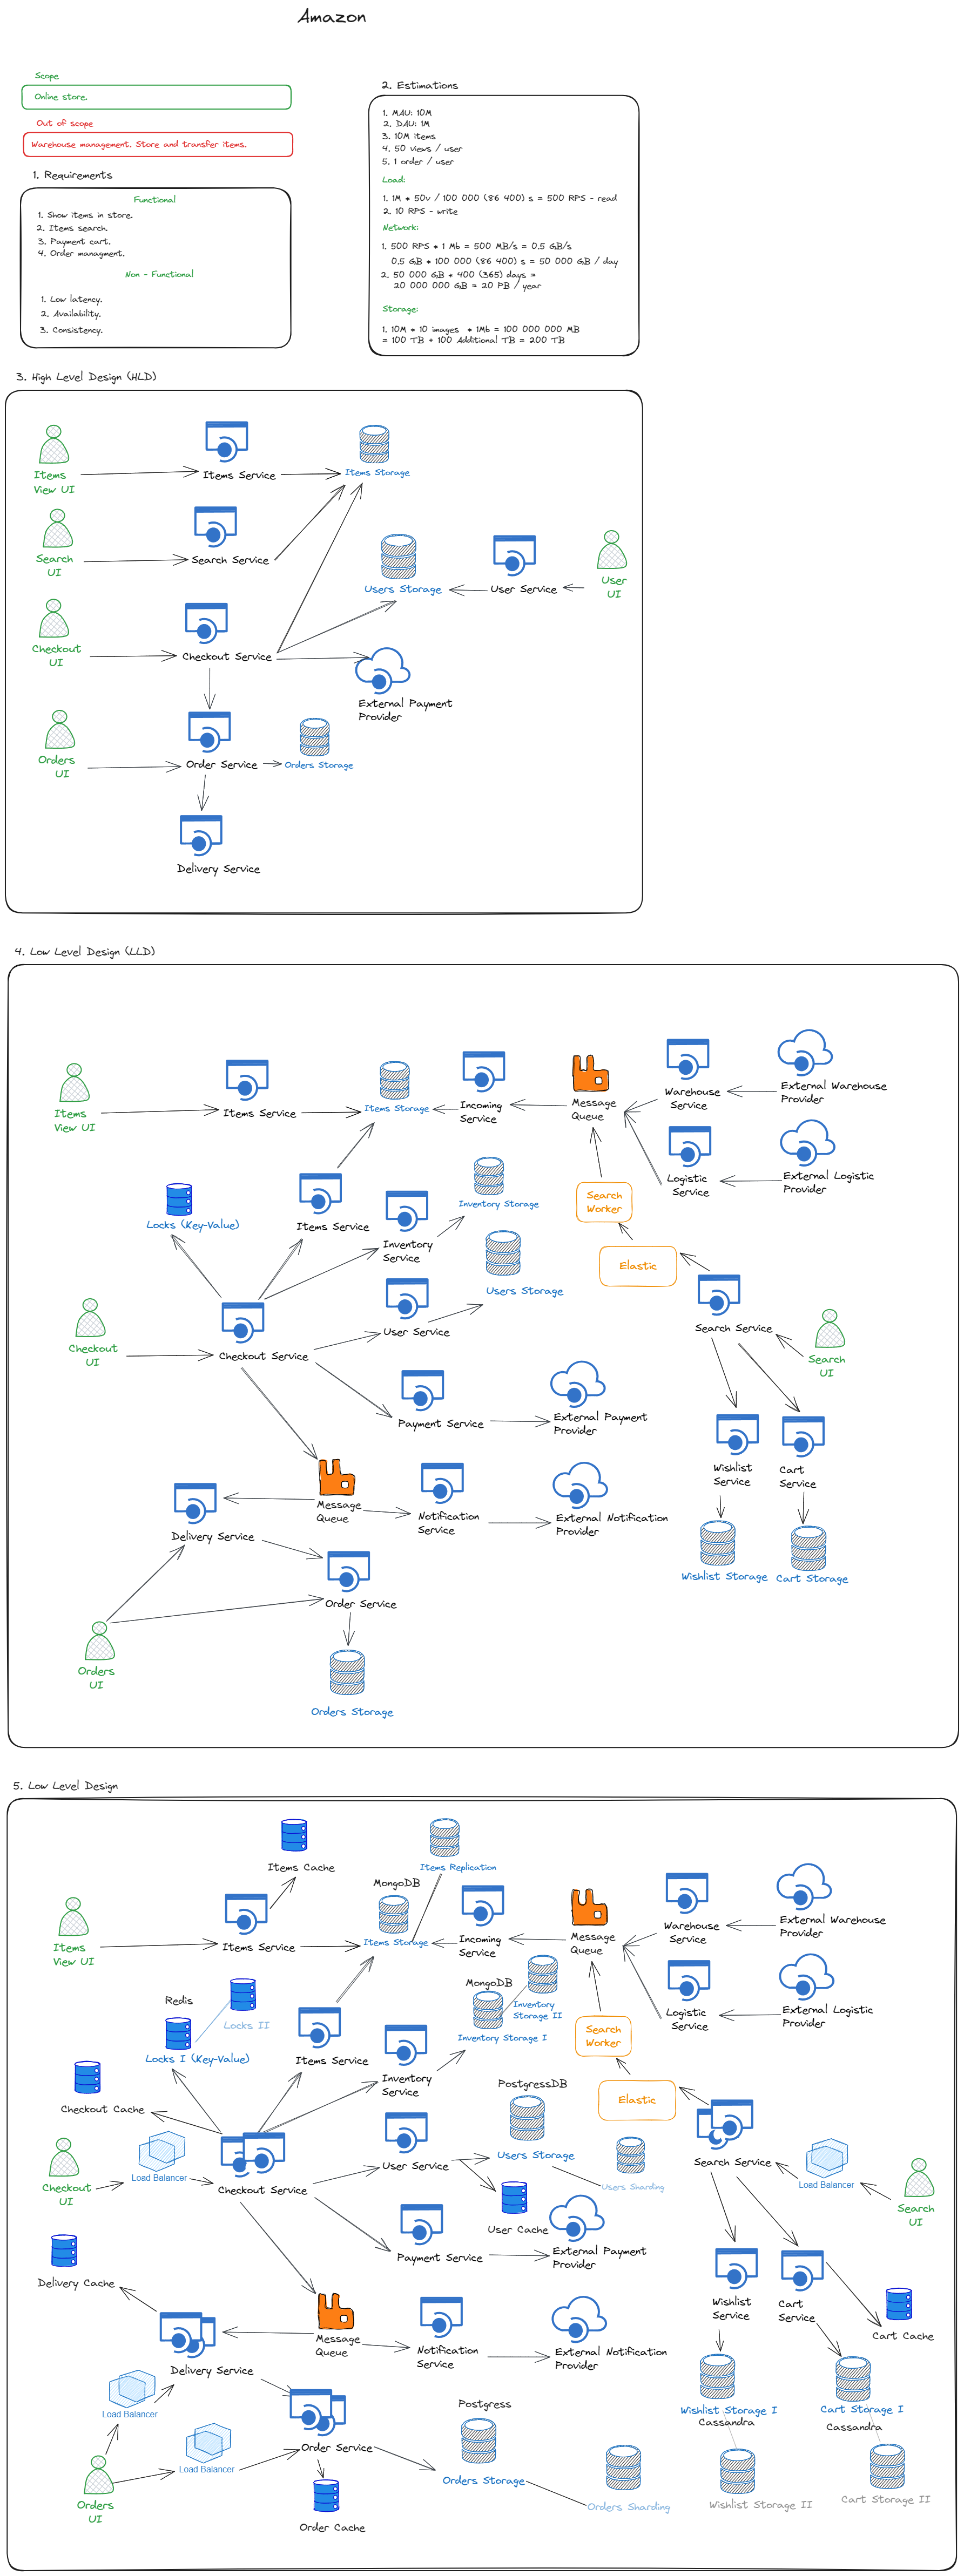 Amazon
Scope
Online store.
Out of scope
Warehouse management. Store and transfer items.
1. Requirements
Functional
1. Show items in store.
2. Items search.
3. Payment cart.
4. Order managment.
Non - Functional
1. Low latency.
2. Availability.
3. Consistency.
2. Estimations
1. MAU: 10M
2. DAU: 1M
3. 10M items
4. 50 views / user
5. 1 order / user
Load:
1. 1M * 50v / 100 000 (86 400) s = 500 RPS - read
2. 10 RPS - write
Network:
1. 500 RPS * 1 Mb = 500 MB/s = 0.5 GB/s
0.5 GB * 100 000 (86 400) s = 50 000 GB / day
2. 50 000 GB * 400 (365) days =
20 000 000 GB = 20 PB / year
Storage:
1. 10M * 10 images * 1Mb = 100 000 000 MB
= 100 TB + 100 Additional TB = 200 TB
3. High Level Design (HLD)
Items
View UI
Items Service
Items Storage
Search
UI
Search Service
Users Storage
User Service
User
UI
Checkout
UI
Checkout Service
External Payment
Provider
Orders
UI
Order Service
Orders Storage
Delivery Service
4. Low Level Design (LLD)
Items
View UI
Items Service
Items Storage
Incoming
Service
Message
Queue
Warehouse
Service
External Warehouse
Provider
Logistic
Service
External Logistic
Provider
Search
Worker
Elastic
Locks (Key-Value)
Items Service
Inventory
Service
Inventory Storage
Users Storage
User Service
Checkout
UI
Checkout Service
Search Service
Search
UI
Payment Service
External Payment
Provider
Wishlist
Service
Cart
Service
Message
Queue
Notification
Service
External Notification
Provider
Delivery Service
Wishlist Storage
Cart Storage
Order Service
Orders
UI
Orders Storage
5. Low Level Design
Items Cache
Items Replication
MongoDB
Items
View UI
Items Service
Items Storage
Incoming
Service
Message
Queue
Warehouse
Service
External Warehouse
Provider
Redis
Locks II
Locks I (Key-Value)
MongoDB
Inventory
Storage II
Inventory Storage I
Logistic
Service
External Logistic
Provider
Search
Worker
Elastic
Items Service
Inventory
Service
Checkout Cache
PostgressDB
Users Storage
Users Sharding
User Service
User Cache
Checkout
UI
Load Balancer
Checkout Service
Search Service
Load Balancer
Search
UI
Payment Service
External Payment
Provider
Delivery Cache
Wishlist
Service
Cart
Service
Cart Cache
Message
Queue
Notification
Service
External Notification
Provider
Delivery Service
Load Balancer
Load Balancer
Order Service
Postgress
Orders Storage
Orders Sharding
Wishlist Storage I
Cassandra
Cart Storage I
Cassandra
Wishlist Storage II
Cart Storage II
Orders
UI
Order Cache